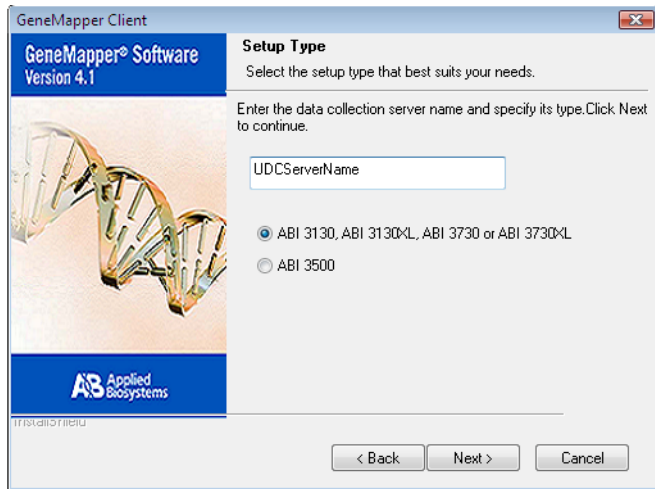 GeneMapper Client
GeneMapper® Software
Version 4.1
Setup Type
Select the setup type that best suits your needs.
Enter the data collection server name and specify its type.Click Next
to continue.
UDCServerName
ABI 3130, ABI 3130XL, ABI 3730 or ABI 3730XL
ABI 3500
AB Applied
Biosystems
InstallShield
< Back
Next >
Cancel